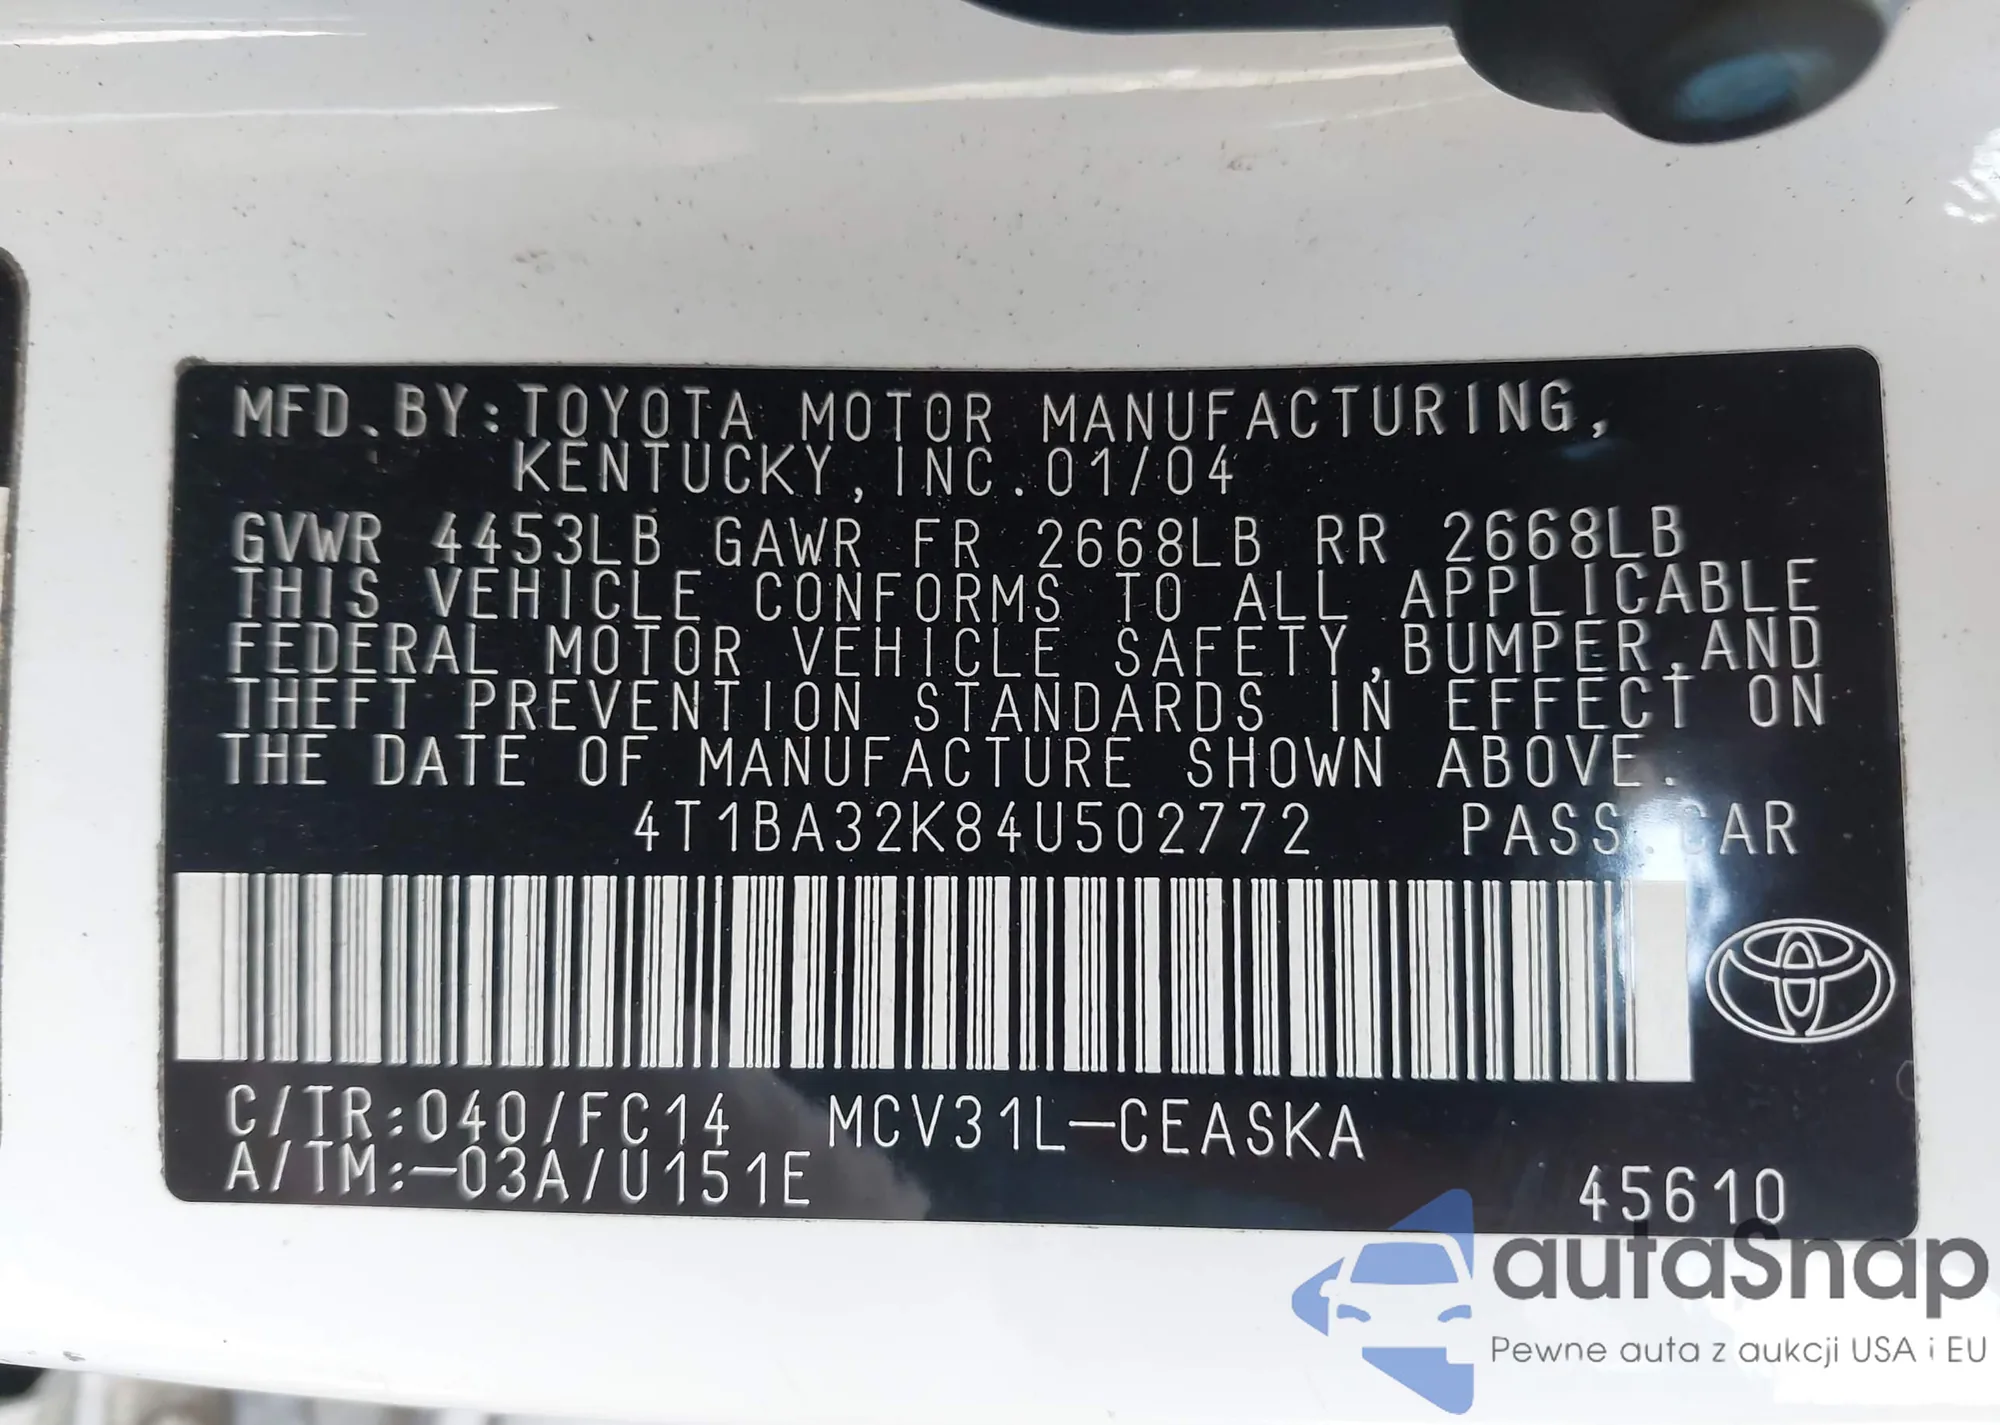 MFD.BY:TOYOTA MOTOR MANUFACTURING,
KENTUCKY, INC.01/04
GVWR 4453LB GAWR FR 2668LB RR 2668LB
THIS VEHICLE CONFORMS TO ALL APPLICABLE
FEDERAL MOTOR VEHICLE SAFETY,BUMPER,AND
THEFT PREVENTION STANDARDS IN EFFECT ON
THE DATE OF MANUFACTURE SHOWN ABOVE.
4T1BA32K84U502772 PASS.CAR
C/TR:040/FC14 MCV31L-CEASKA
A/TM:-03A/U151E
45610
autaSnap
Pewne auta z aukcji USA i EU